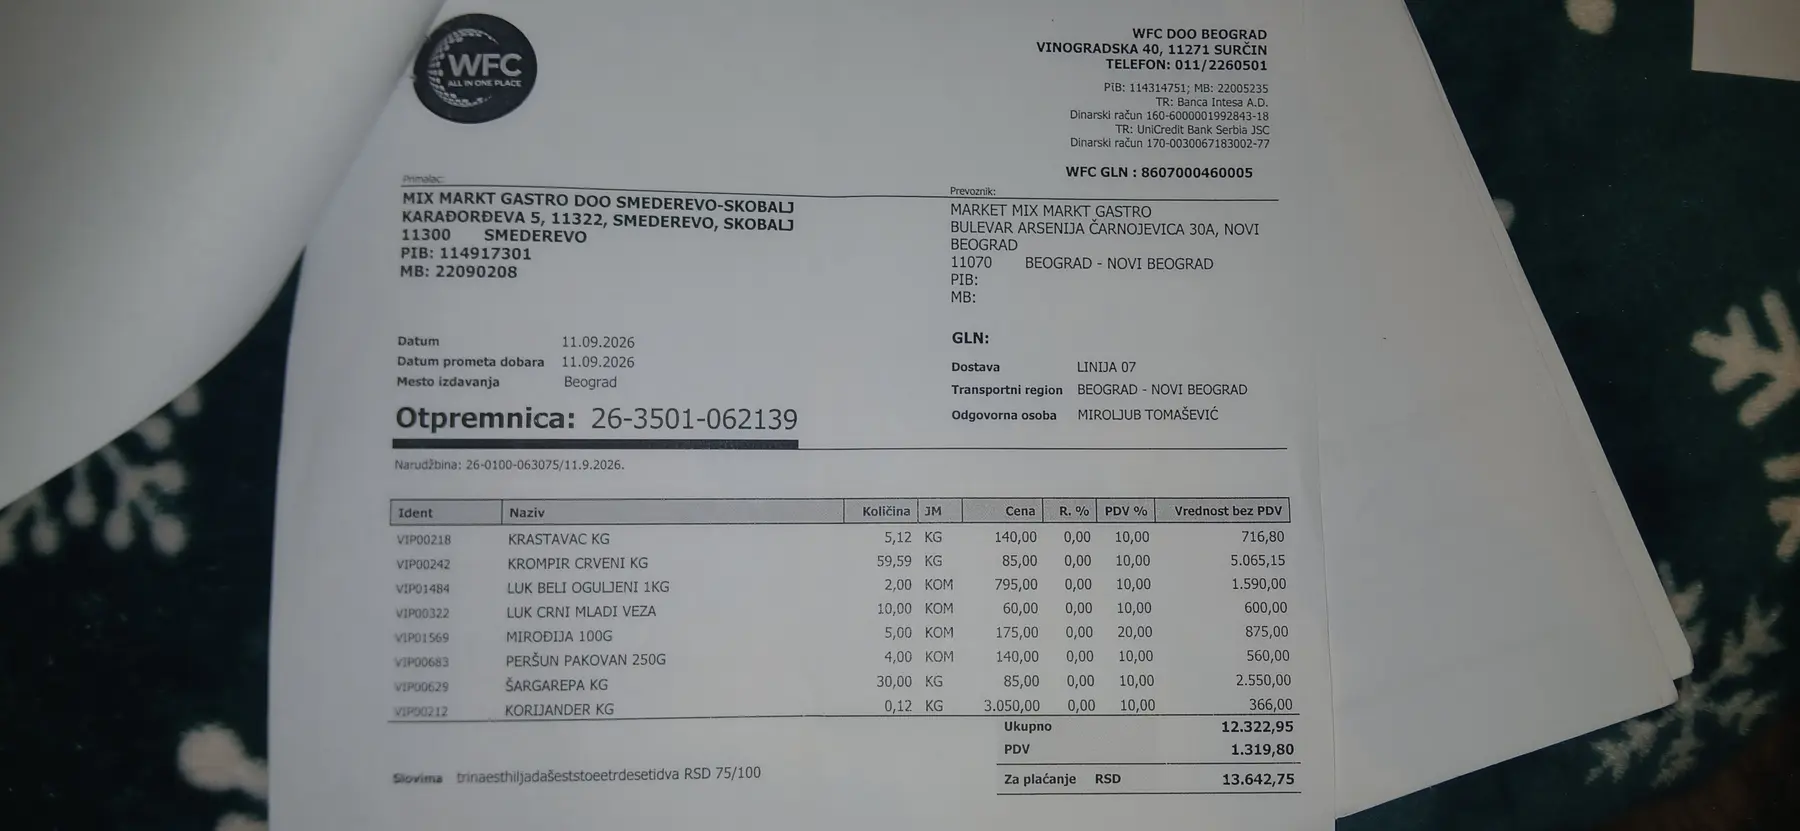 WFC
ALL IN ONE PLACE
WFC DOO BEOGRAD
VINOGRADSKA 40, 11271 SURČIN
TELEFON: 011/2260501
PIB: 114314751; MB: 22005235
TR: Banca Intesa A.D.
Dinarski račun 160-6000001992843-18
TR: UniCredit Bank Serbia JSC
Dinarski račun 170-0030067183002-77
WFC GLN : 8607000460005
Primalac:
MIX MARKT GASTRO DOO SMEDEREVO-SKOBALJ
KARAĐORĐEVA 5, 11322, SMEDEREVO, SKOBALJ
11300 SMEDEREVO
PIB: 114917301
MB: 22090208
Prevoznik:
MARKET MIX MARKT GASTRO
BULEVAR ARSENIJA ČARNOJEVICA 30A, NOVI
BEOGRAD
11070 BEOGRAD - NOVI BEOGRAD
PIB:
MB:
Datum 11.09.2026
Datum prometa dobara 11.09.2026
Mesto izdavanja Beograd
GLN:
Dostava LINIJA 07
Transportni region BEOGRAD - NOVI BEOGRAD
Odgovorna osoba MIROLJUB TOMAŠEVIĆ
Otpremnica: 26-3501-062139
Narudžbina: 26-0100-063075/11.9.2026.
Ident Naziv Količina JM Cena R. % PDV % Vrednost bez PDV
VIP00218 KRASTAVAC KG 5,12 KG 140,00 0,00 10,00 716,80
VIP00242 KROMPIR CRVENI KG 59,59 KG 85,00 0,00 10,00 5.065,15
VIP01484 LUK BELI OGULJENI 1KG 2,00 KOM 795,00 0,00 10,00 1.590,00
VIP00322 LUK CRNI MLADI VEZA 10,00 KOM 60,00 0,00 10,00 600,00
VIP01569 MIROĐIJA 100G 5,00 KOM 175,00 0,00 20,00 875,00
VIP00683 PERŠUN PAKOVAN 250G 4,00 KOM 140,00 0,00 10,00 560,00
VIP00629 ŠARGAREPA KG 30,00 KG 85,00 0,00 10,00 2.550,00
VIP00212 KORIJANDER KG 0,12 KG 3.050,00 0,00 10,00 366,00
Ukupno 12.322,95
PDV 1.319,80
Za plaćanje RSD 13.642,75
Slovima trinaesthiljadašeststoeetrdesetidva RSD 75/100